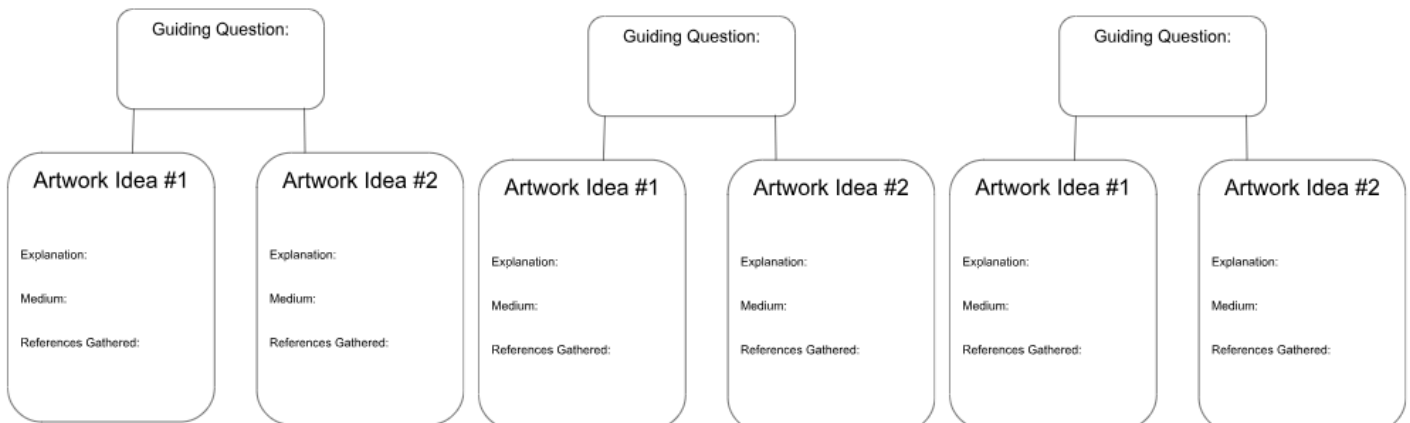 Guiding Question:
Artwork Idea #1
Explanation:
Medium:
References Gathered:
Artwork Idea #2
Explanation:
Medium:
References Gathered:
Guiding Question:
Artwork Idea #1
Explanation:
Medium:
References Gathered:
Artwork Idea #2
Explanation:
Medium:
References Gathered:
Guiding Question:
Artwork Idea #1
Explanation:
Medium:
References Gathered:
Artwork Idea #2
Explanation:
Medium:
References Gathered: